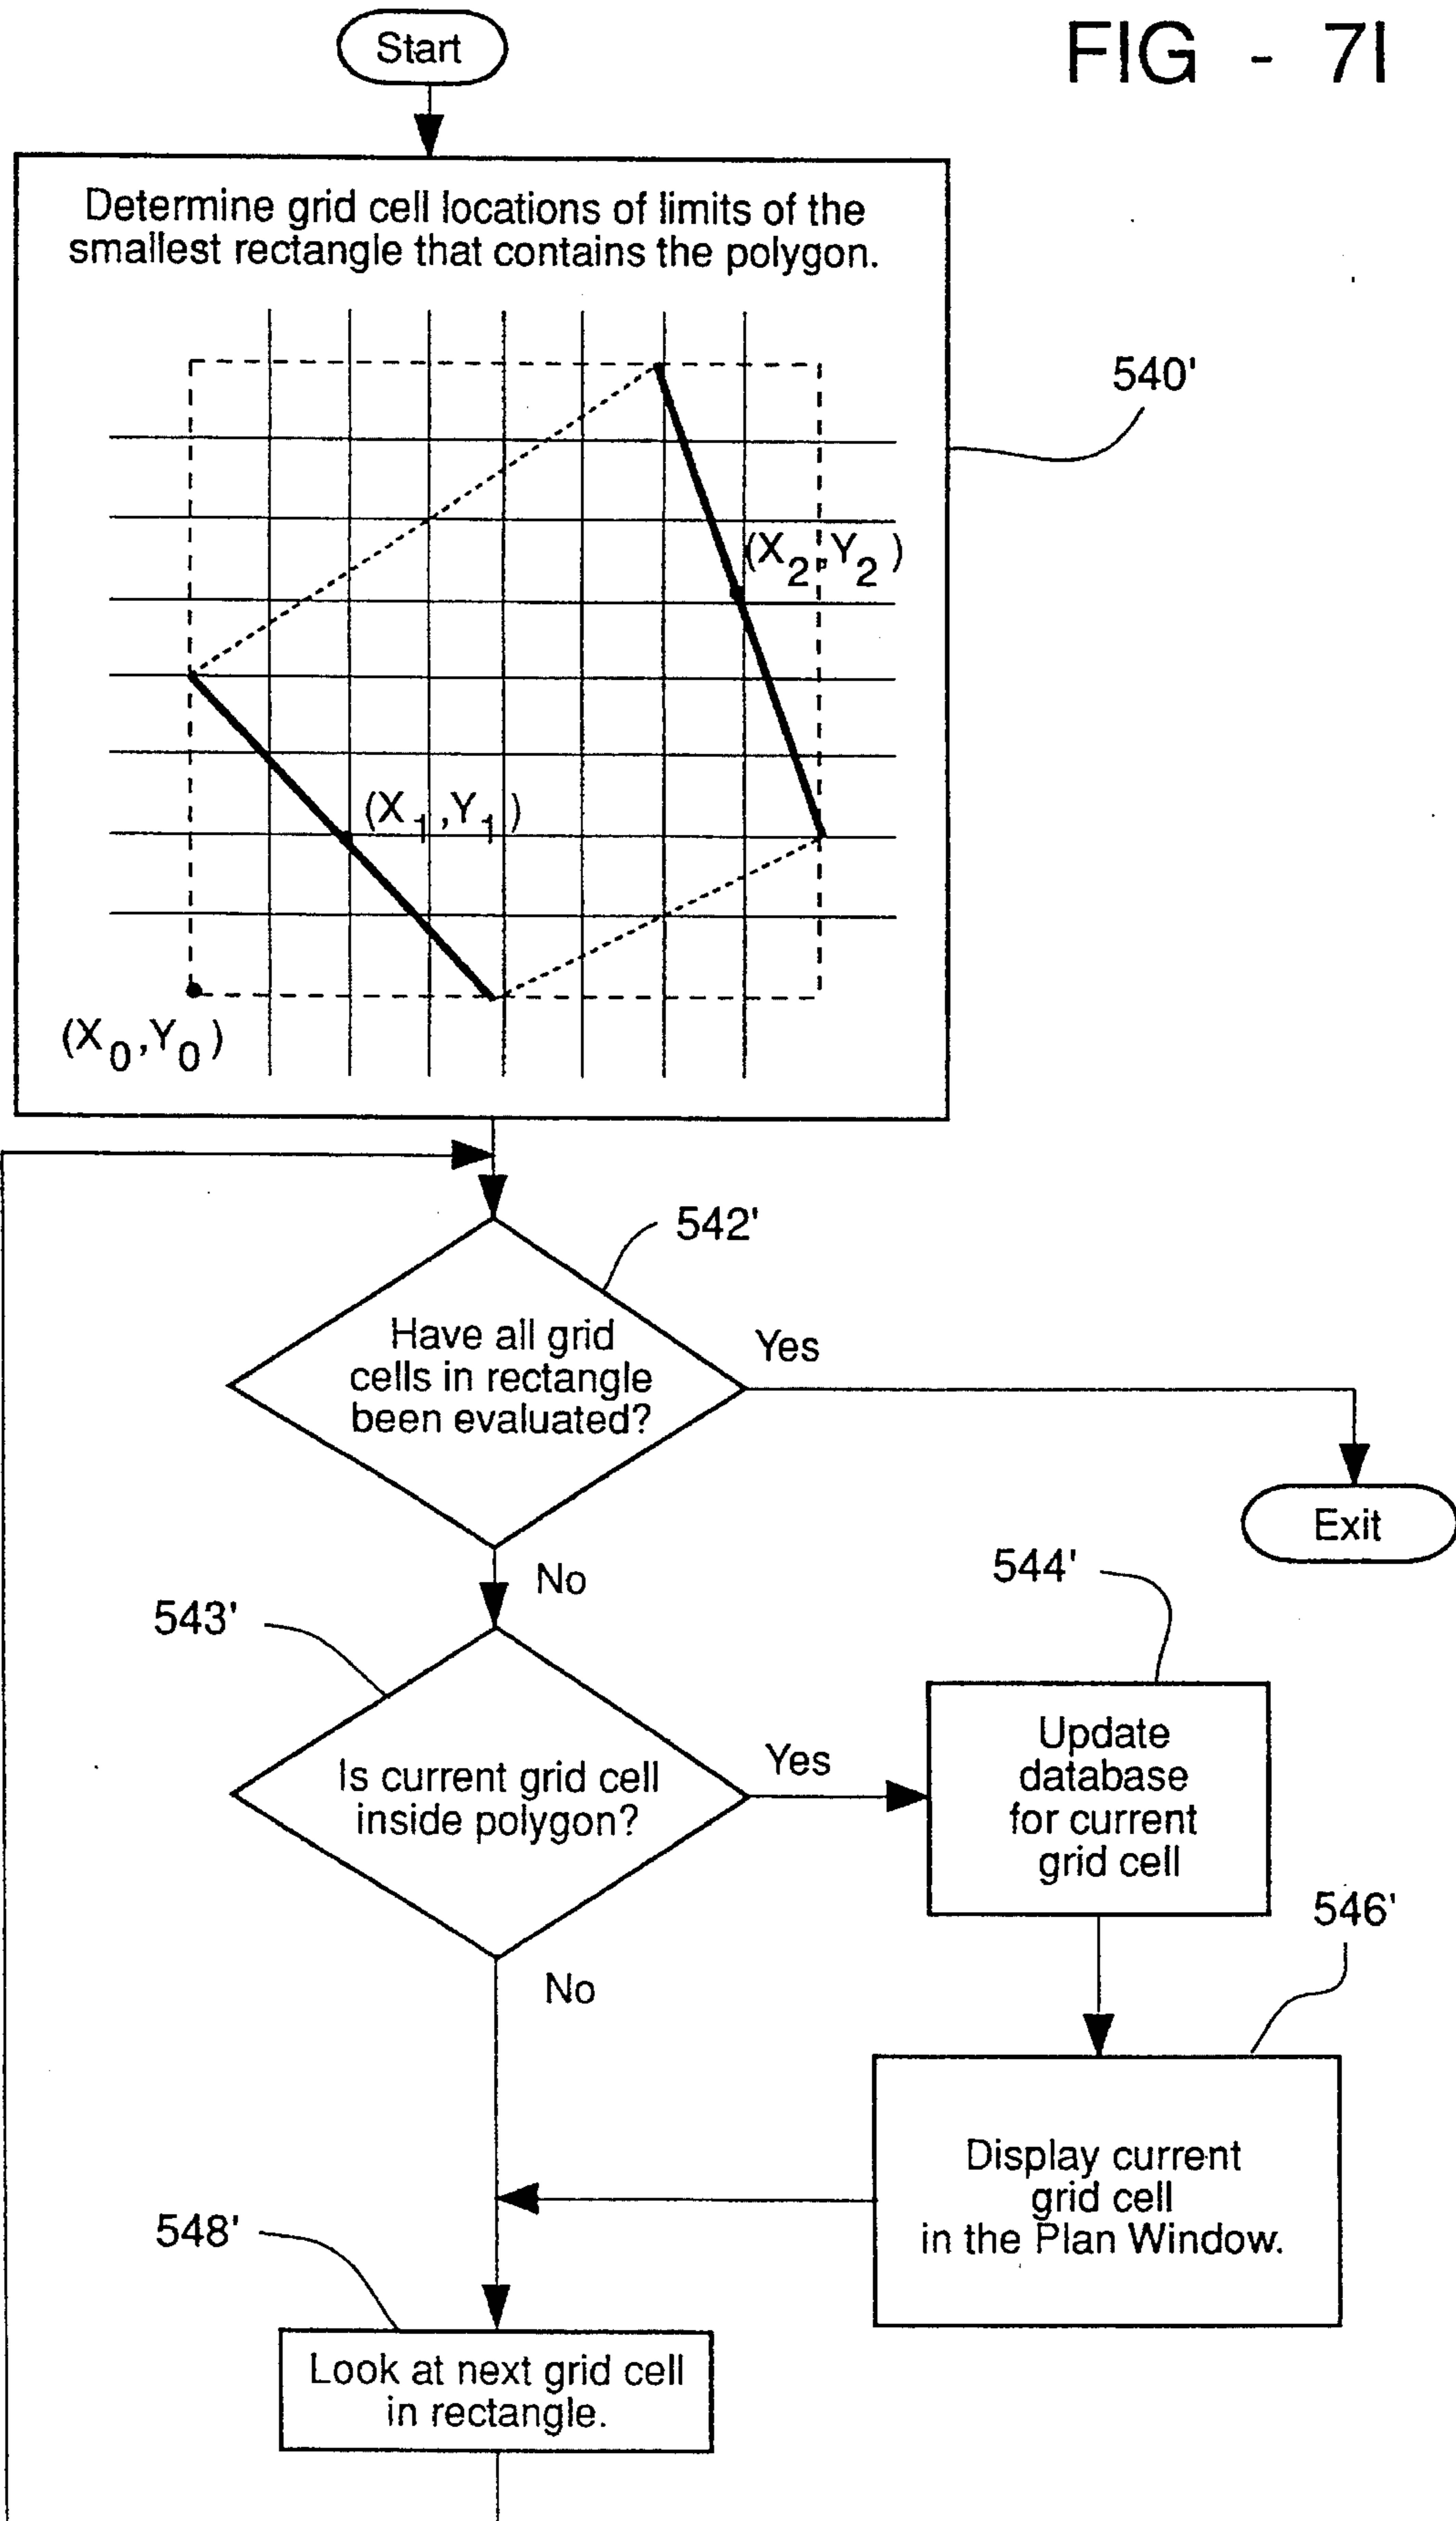 FIG - 7I
Start
Determine grid cell locations of limits of the
smallest rectangle that contains the polygon.
540'
(X2,Y2)
(X1,Y1)
(X0,Y0)
542'
Have all grid
cells in rectangle
been evaluated?
Yes
Exit
No
543'
544'
Is current grid cell
inside polygon?
Yes
Update
database
for current
grid cell
No
546'
Display current
grid cell
in the Plan Window.
548'
Look at next grid cell
in rectangle.